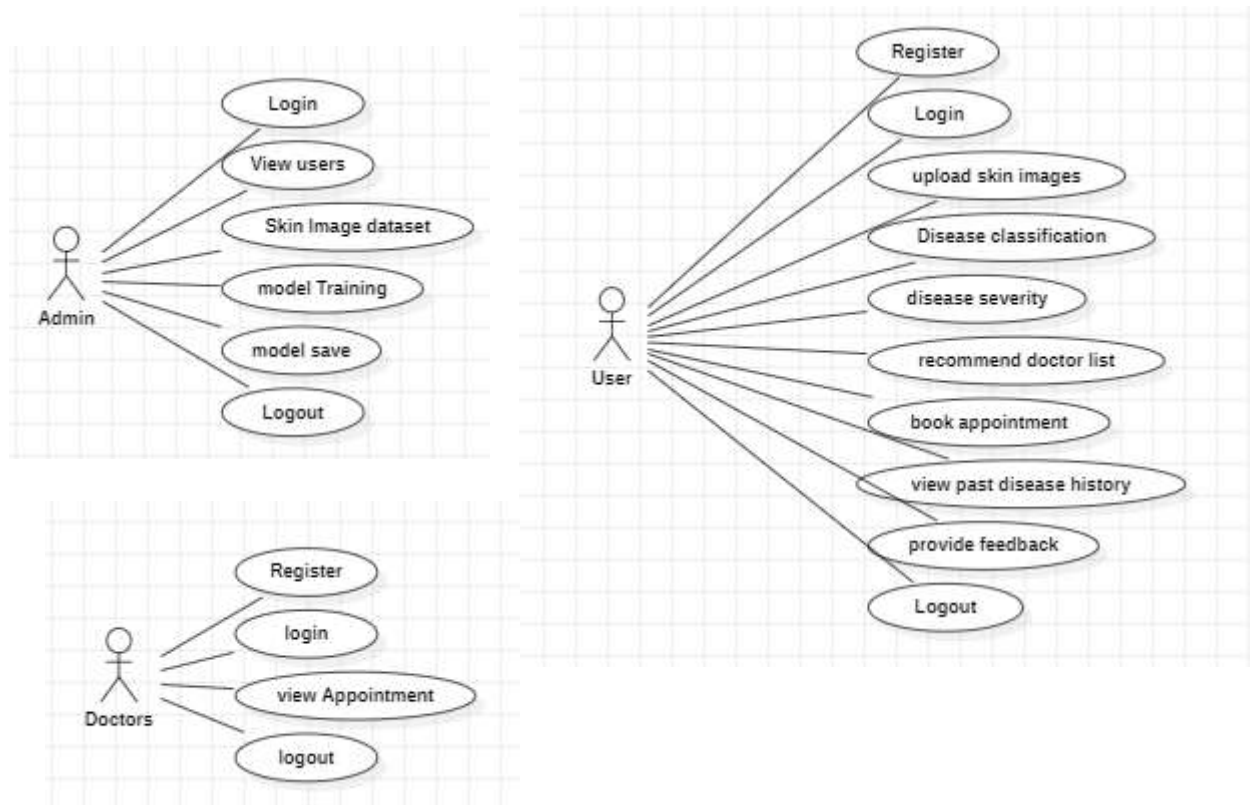 Login
View users
Skin Image dataset
model Training
model save
Logout
Admin
Register
Login
upload skin images
Disease classification
disease severity
recommend doctor list
book appointment
view past disease history
provide feedback
Logout
User
Register
login
view Appointment
logout
Doctors